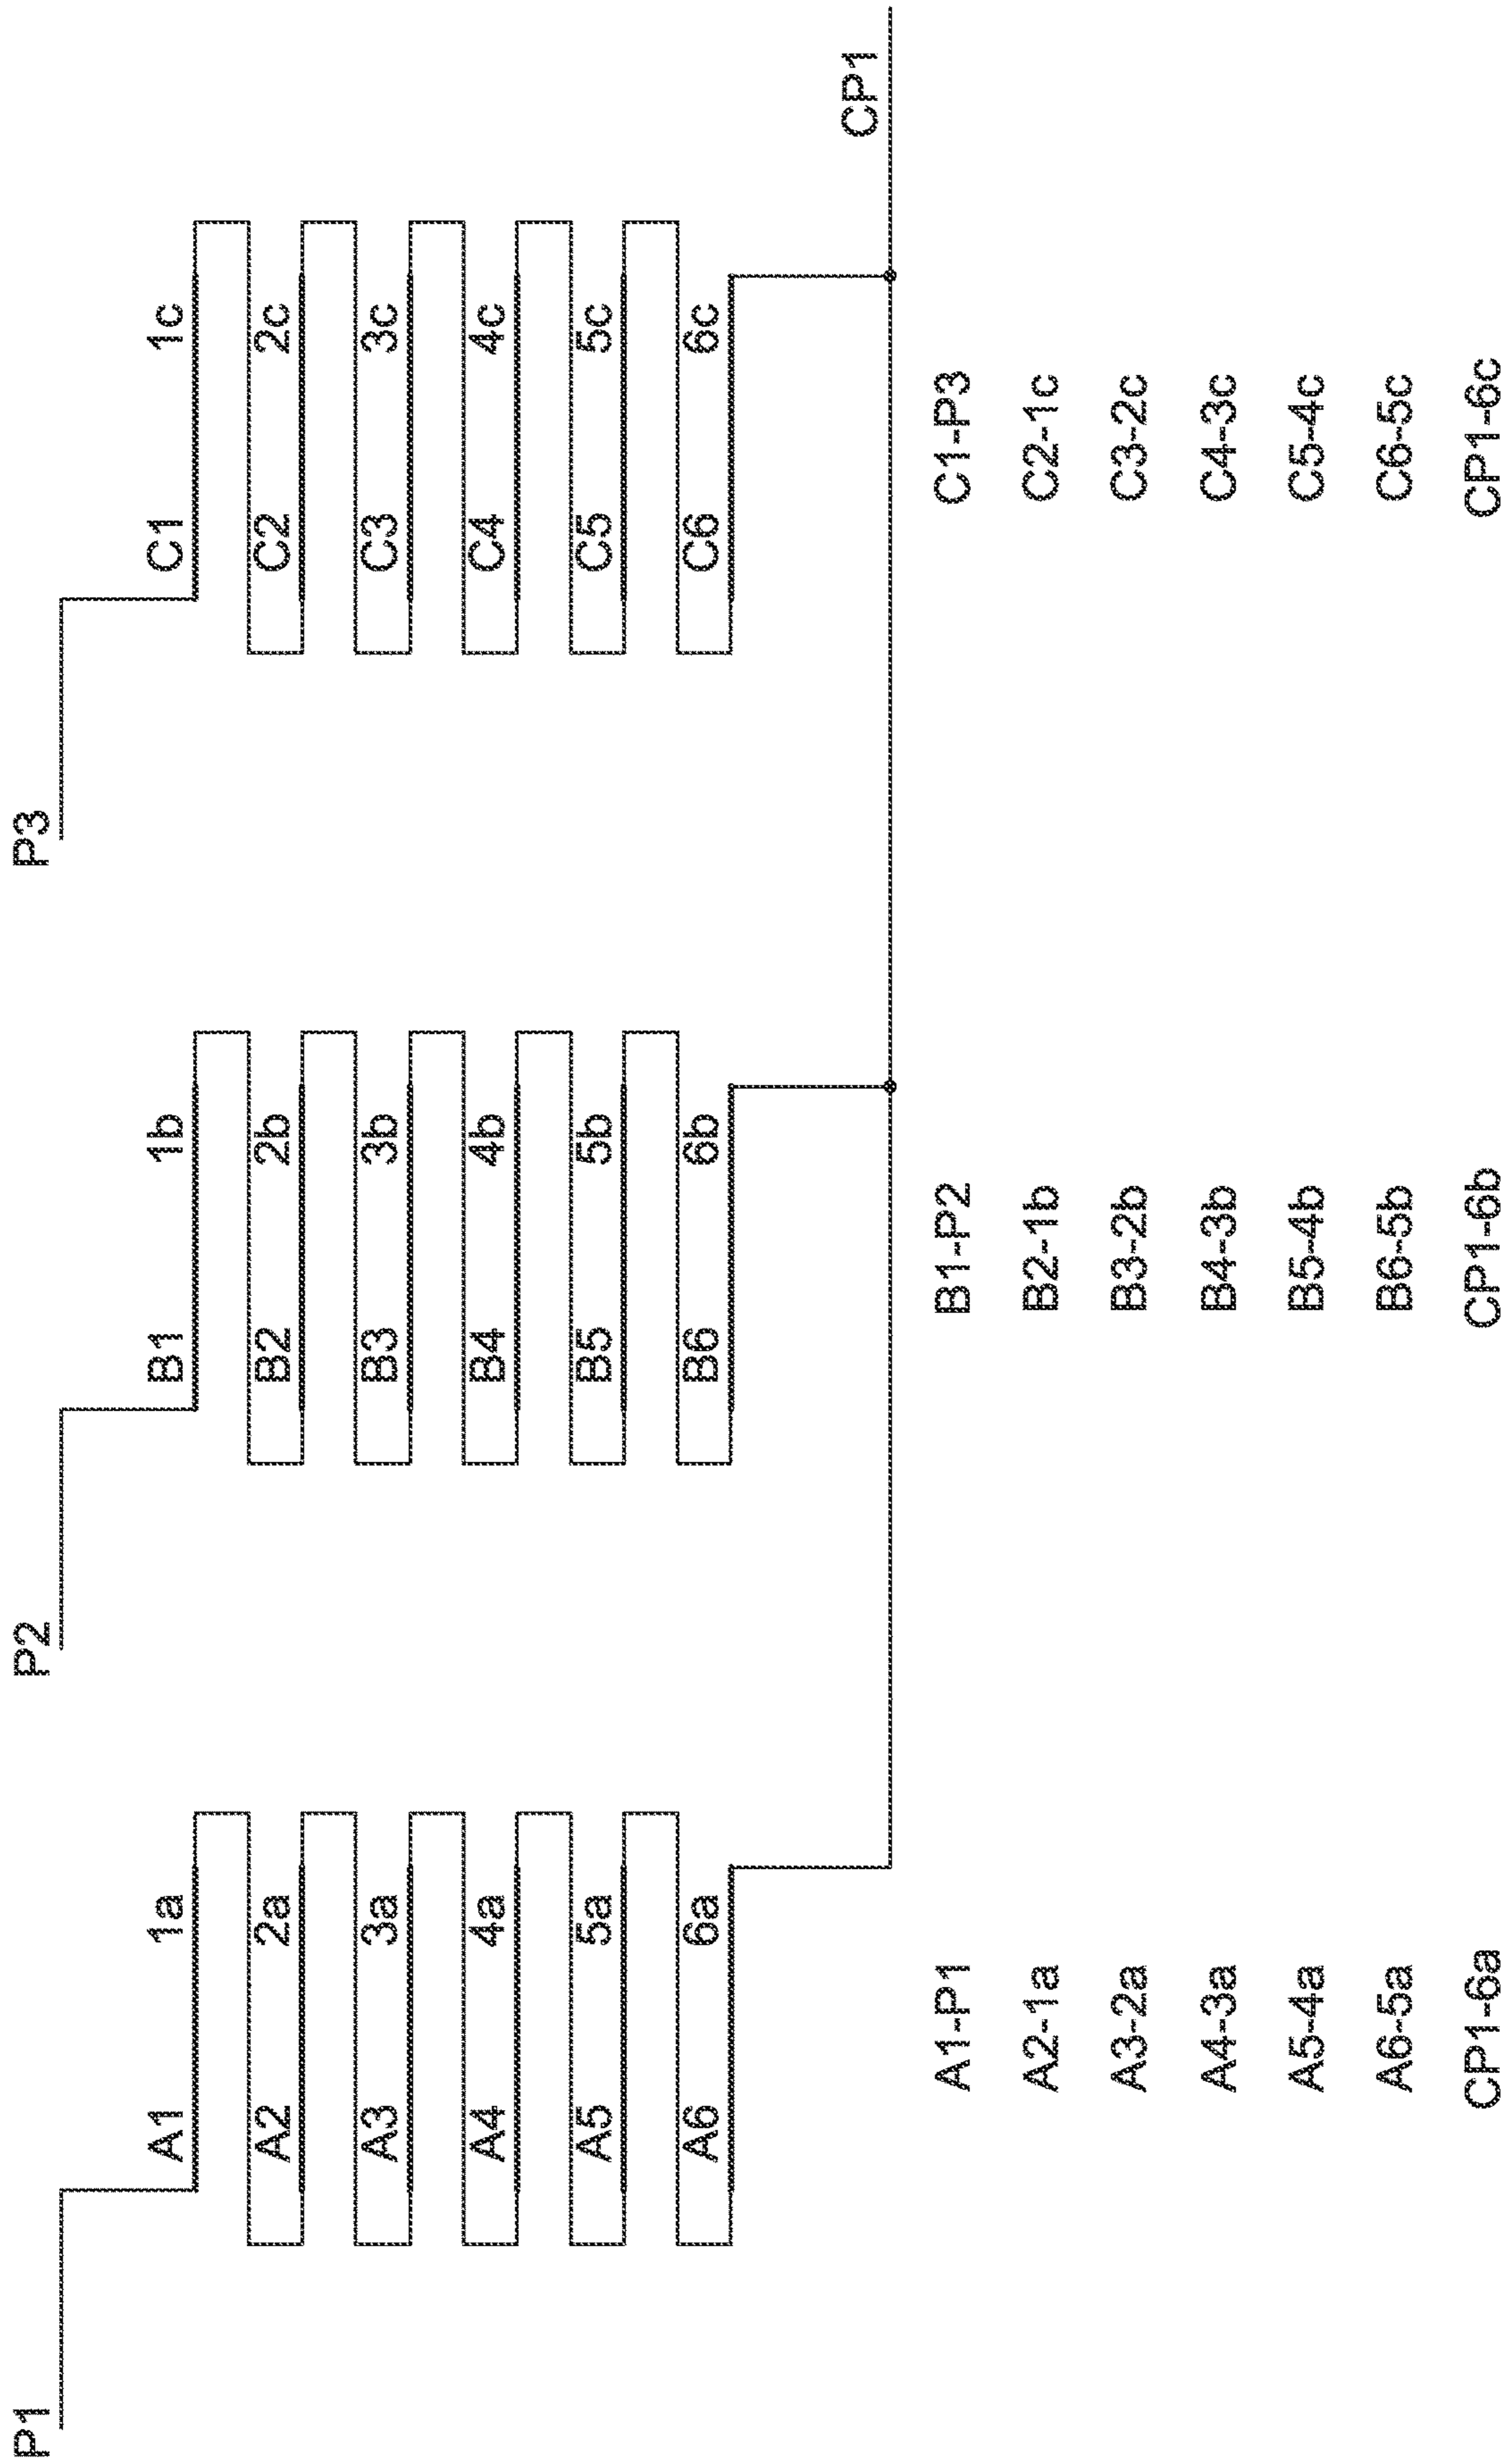 P1 P2 P3
A1 1a B1 1b C1 1c
A2 2a B2 2b C2 2c
A3 3a B3 3b C3 3c
A4 4a B4 4b C4 4c
A5 5a B5 5b C5 5c
A6 6a B6 6b C6 6c
CP1
A1-P1 B1-P2 C1-P3
A2-1a B2-1b C2-1c
A3-2a B3-2b C3-2c
A4-3a B4-3b C4-3c
A5-4a B5-4b C5-4c
A6-5a B6-5b C6-5c
CP1-6a CP1-6b CP1-6c